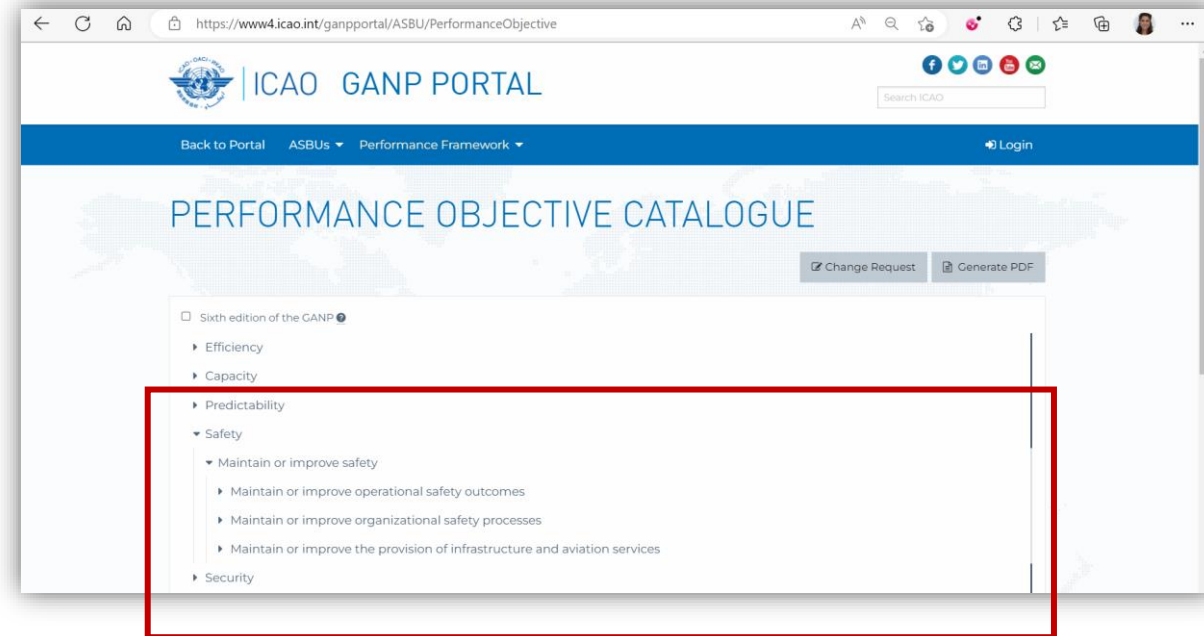 https://www4.icao.int/ganpportal/ASBU/PerformanceObjective
ICAO GANP PORTAL
Search ICAO
Back to Portal ASBUs Performance Framework Login
PERFORMANCE OBJECTIVE CATALOGUE
Change Request Generate PDF
Sixth edition of the GANP
Efficiency
Capacity
Predictability
Safety
Maintain or improve safety
Maintain or improve operational safety outcomes
Maintain or improve organizational safety processes
Maintain or improve the provision of infrastructure and aviation services
Security